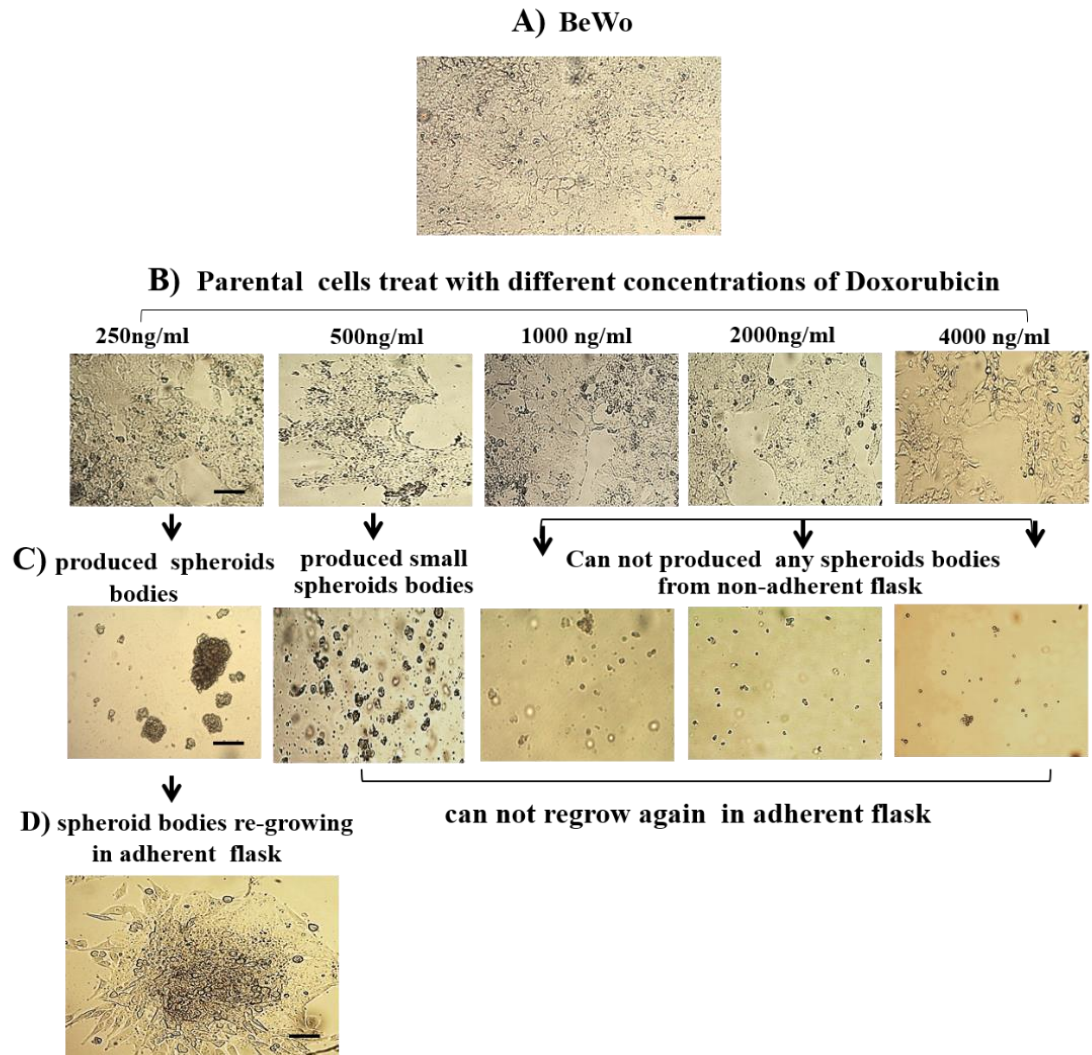 A) BeWo
B) Parental cells treat with different concentrations of Doxorubicin
250ng/ml 500ng/ml 1000 ng/ml 2000ng/ml 4000 ng/ml
C) produced spheroids
bodies
produced small
spheroids bodies
Can not produced any spheroids bodies
from non-adherent flask
D) spheroid bodies re-growing
in adherent flask
can not regrow again in adherent flask